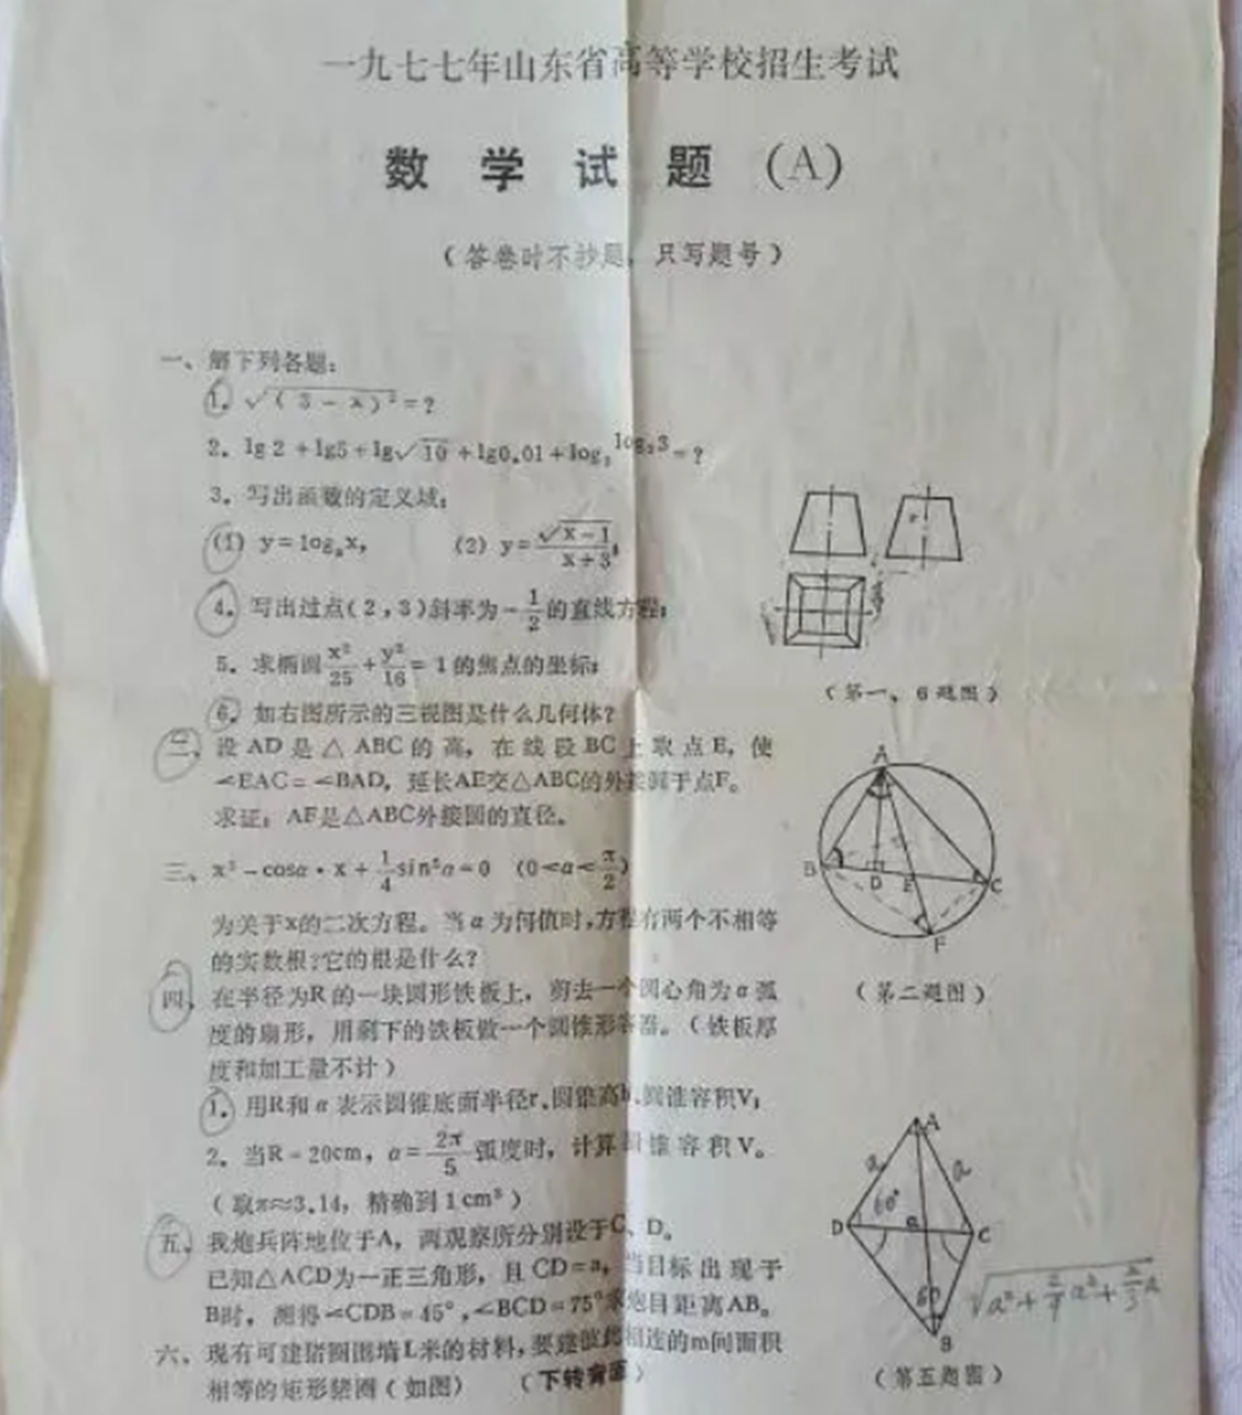 一九七七年山东省高等学校招生考试
数学试题(A)
(答卷时不抄题,只写题号)
一、解下列各题:
1. √(3-x)²=?
2. lg2+lg5+lg√10+lg0.01+log₃
3. 写出函数的定义域:
(1) y=logₐx, (2) y=√x-1/x+3;
4. 写出过点(2,3)斜率为-1/2的直线方程;
5. 求椭圆x²/25+y²/16=1的焦点的坐标;
(第一、6题图)
6. 如右图所示的三视图是什么几何体?
二、设AD是△ABC的高,在线段BC上取点E,使
∠EAC=∠BAD,延长AE交△ABC的外接圆于点F。
求证:AF是△ABC外接圆的直径。
A
B
D
E
C
F
三、x²-cosα·x+1/4sin²α=0 (0<α<π/2)
为关于x的二次方程。当α为何值时,方程有两个不相等
的实数根?它的根是什么?
(第二题图)
四、在半径为R的一块圆形铁板上,剪去一个圆心角为α弧
度的扇形,用剩下的铁板做一个圆锥形容器。(铁板厚
度和加工量不计)
1. 用R和α表示圆锥底面半径r、圆锥高h、圆锥容积V;
2. 当R=20cm,α=2π/5弧度时,计算圆锥容积V。
(取π≈3.14,精确到1cm³)
五、我炮兵阵地位于A,两观察所分别设于C、D。
已知△ACD为一正三角形,且CD=a,当目标出现于
B时,测得∠CDB=45°,∠BCD=75°求炮目距离AB。
A
a
a
60°
D
a
C
B
(第五题图)
六、现有可建猪圈围墙L米的材料,要建彼此相连的m间面积
相等的矩形猪圈(如图) (下转背面)